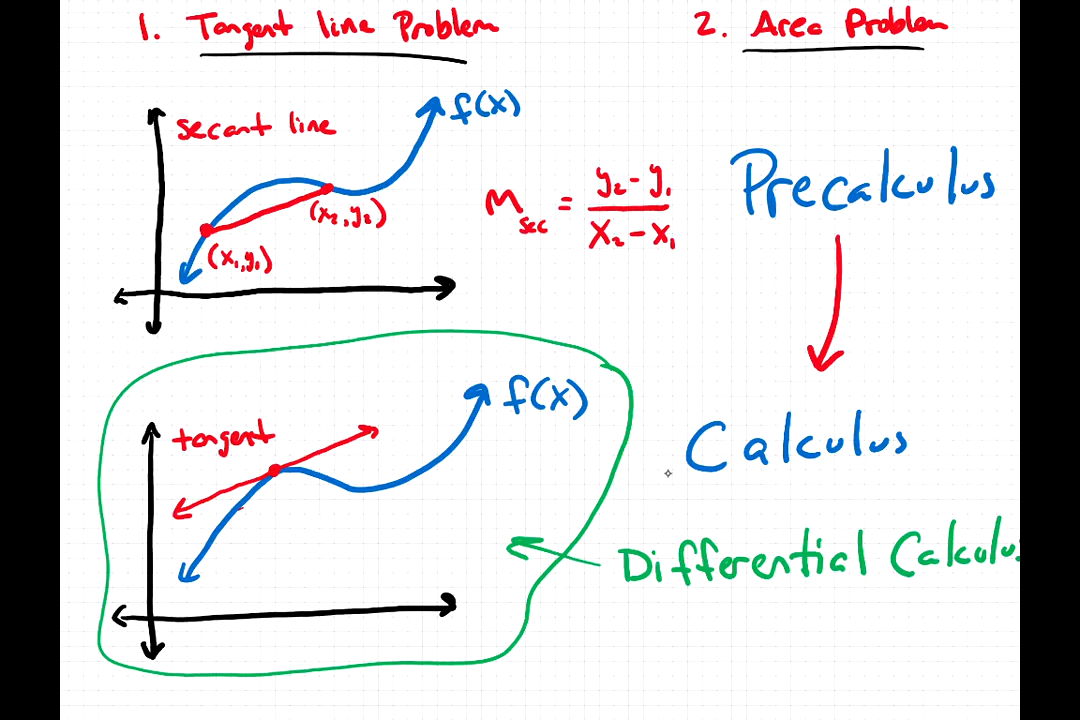 1. Tangent line Problem
2. Area Problem
secant line
f(x)
(x₂,y₂)
(x₁,y₁)
M_sec = (y₂ - y₁)/(x₂ - x₁)
Precalculus
tangent
f(x)
Calculus
Differential Calculus